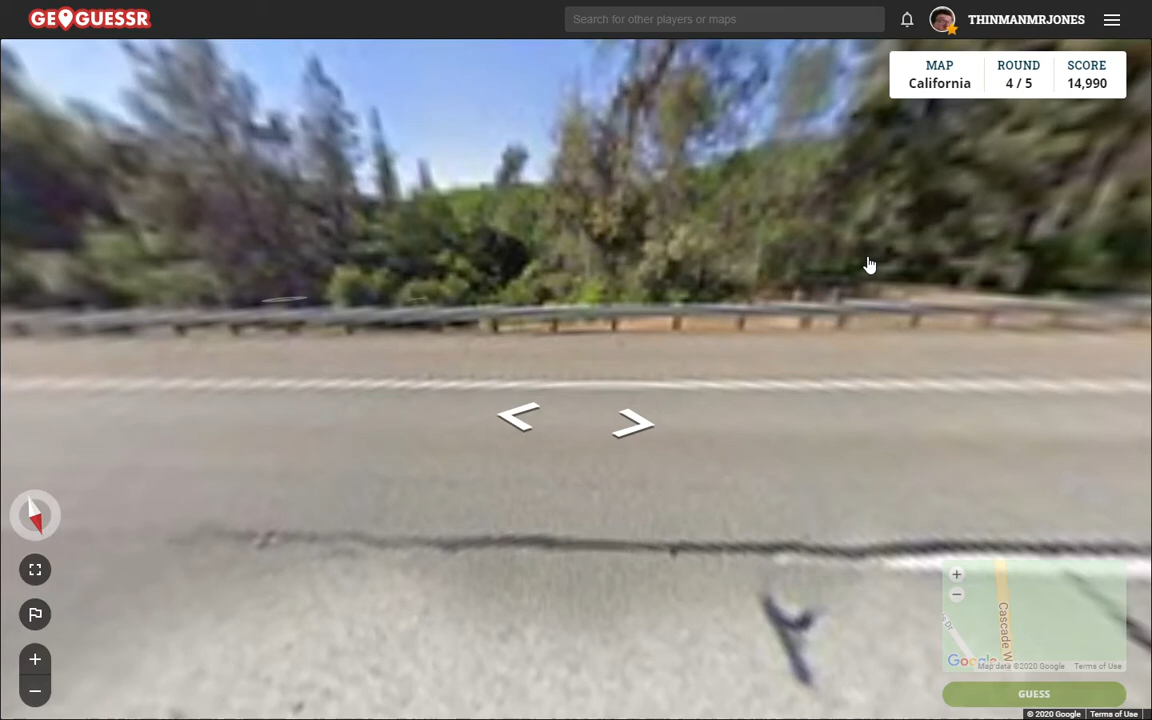 GEOGUESSR
Search for other players or maps
THINMANMRJONES
MAP
California
ROUND
4 / 5
SCORE
14,990
Cascade W
s Dr
Google
Map data ©2020 Google
Terms of Use
GUESS
© 2020 Google
Terms of Use